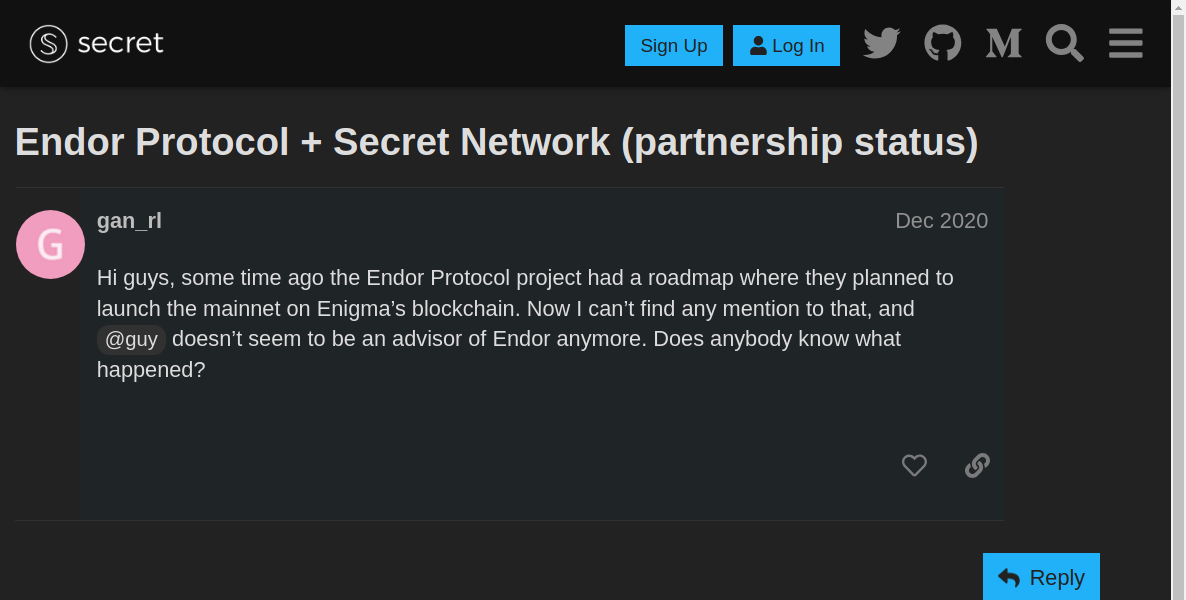 secret
Sign Up
Log In
Endor Protocol + Secret Network (partnership status)
G
gan_rl
Dec 2020
Hi guys, some time ago the Endor Protocol project had a roadmap where they planned to
launch the mainnet on Enigma’s blockchain. Now I can’t find any mention to that, and
@guy doesn’t seem to be an advisor of Endor anymore. Does anybody know what
happened?
Reply